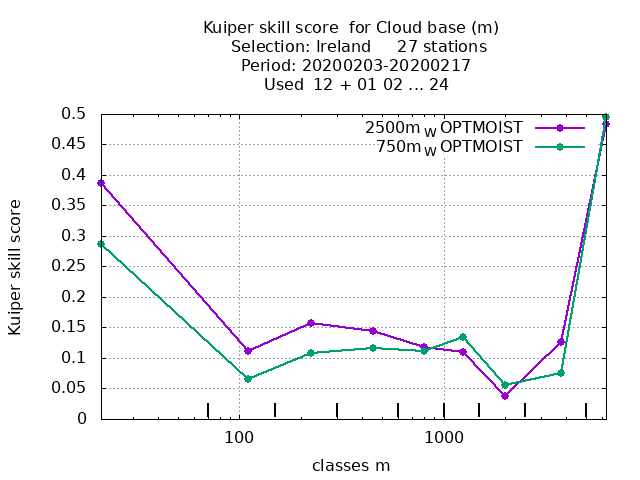 Kuiper skill score  for Cloud base (m)
Selection: Ireland     27 stations
Period: 20200203-20200217
Used  12 + 01 02 ... 24
2500m W OPTMOIST
750m W OPTMOIST
0.5
0.45
0.4
0.35
0.3
0.25
0.2
0.15
0.1
0.05
0
Kuiper skill score
100
1000
classes m